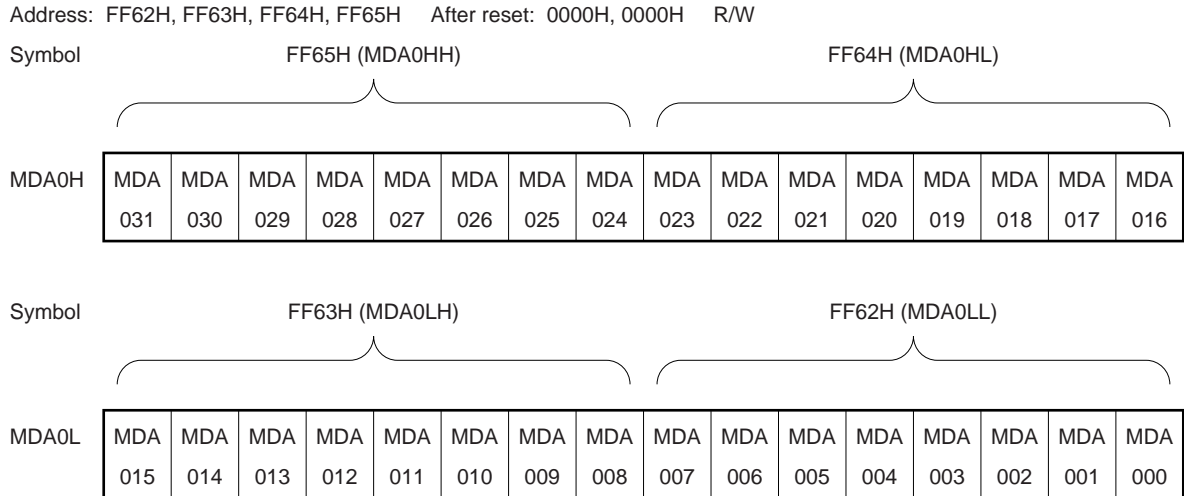 Address: FF62H, FF63H, FF64H, FF65H After reset: 0000H, 0000H R/W
Symbol FF65H (MDA0HH) FF64H (MDA0HL)
MDA0H MDA MDA MDA MDA MDA MDA MDA MDA MDA MDA MDA MDA MDA MDA MDA MDA
031 030 029 028 027 026 025 024 023 022 021 020 019 018 017 016
Symbol FF63H (MDA0LH) FF62H (MDA0LL)
MDA0L MDA MDA MDA MDA MDA MDA MDA MDA MDA MDA MDA MDA MDA MDA MDA MDA
015 014 013 012 011 010 009 008 007 006 005 004 003 002 001 000